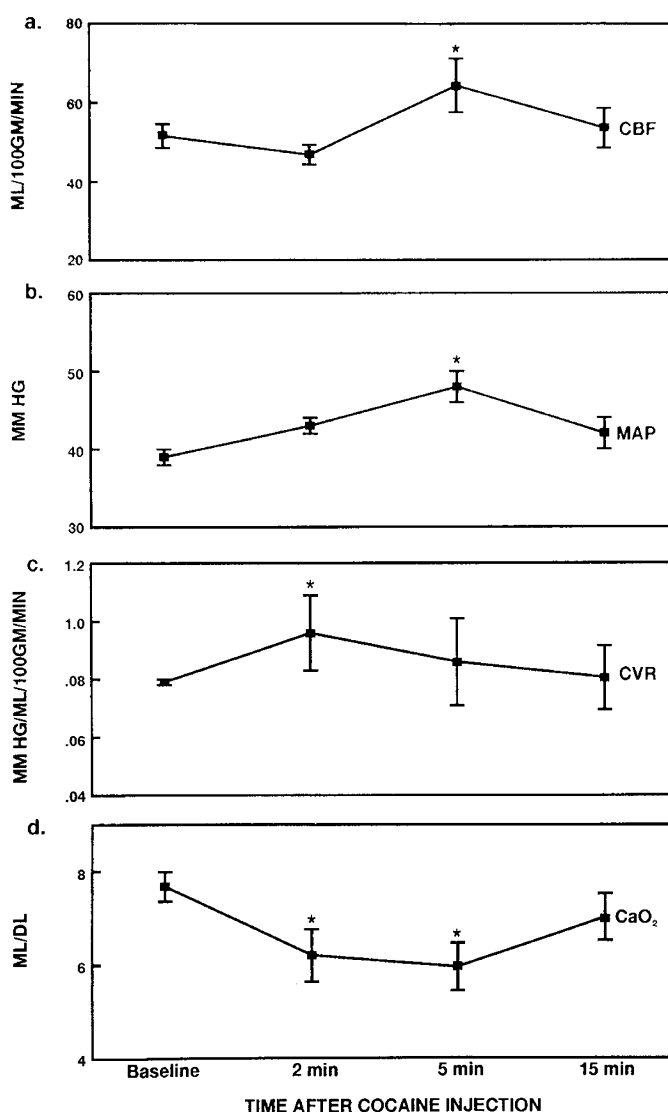 a.
80
60
40
20
ML/100GM/MIN
*
CBF
b.
60
50
40
30
MM HG
*
MAP
c.
1.2
1.0
.08
.06
.04
MM HG/ML/100GM/MIN
*
CVR
d.
8
6
4
ML/DL
*
*
CaO₂
Baseline 2 min 5 min 15 min
TIME AFTER COCAINE INJECTION